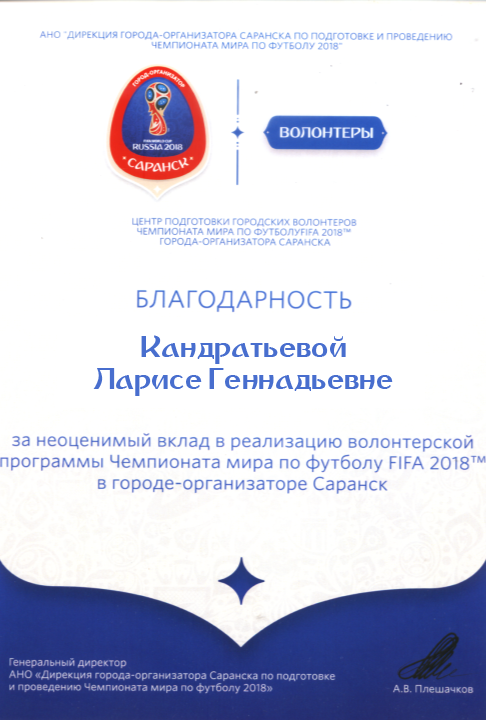 АНО "ДИРЕКЦИЯ ГОРОДА-ОРГАНИЗАТОРА САРАНСКА ПО ПОДГОТОВКЕ И ПРОВЕДЕНИЮ
ЧЕМПИОНАТА МИРА ПО ФУТБОЛУ 2018"
ГОРОД-ОРГАНИЗАТОР
FIFA WORLD CUP
RUSSIA 2018
САРАНСК
ВОЛОНТЕРЫ
ЦЕНТР ПОДГОТОВКИ ГОРОДСКИХ ВОЛОНТЕРОВ
ЧЕМПИОНАТА МИРА ПО ФУТБОЛУFIFA 2018™
ГОРОДА-ОРГАНИЗАТОРА САРАНСКА
БЛАГОДАРНОСТЬ
Кандратьевой
Ларисе Геннадьевне
за неоценимый вклад в реализацию волонтерской
программы Чемпионата мира по футболу FIFA 2018™
в городе-организаторе Саранск
Генеральный директор
АНО «Дирекция города-организатора Саранска по подготовке
и проведению Чемпионата мира по футболу 2018»
А.В. Плешачков